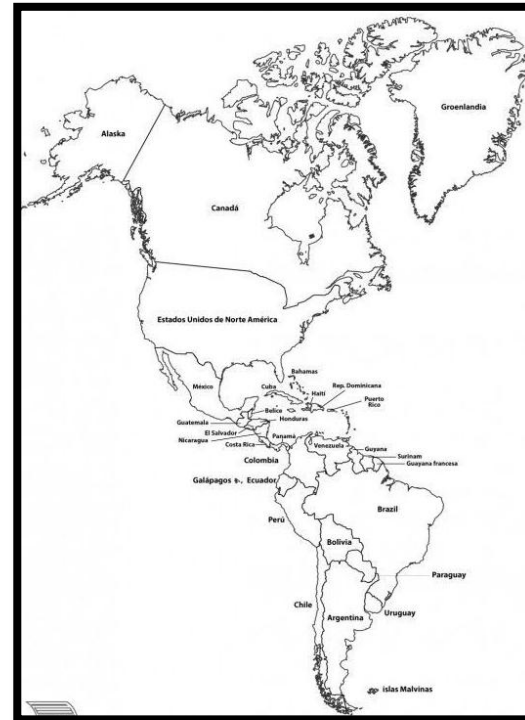 Groenlandia
Alaska
Canadá
Estados Unidos de Norte América
Bahamas
México
Cuba
Haití
Rep. Dominicana
Puerto
Rico
Belice
Guatemala
Honduras
El Salvador
Nicaragua
Panamá
Costa Rica
Venezuela
Guyana
Surinam
Guayana francesa
Colombia
Galápagos
Ecuador
Brazil
Perú
Bolivia
Paraguay
Chile
Argentina
Uruguay
islas Malvinas